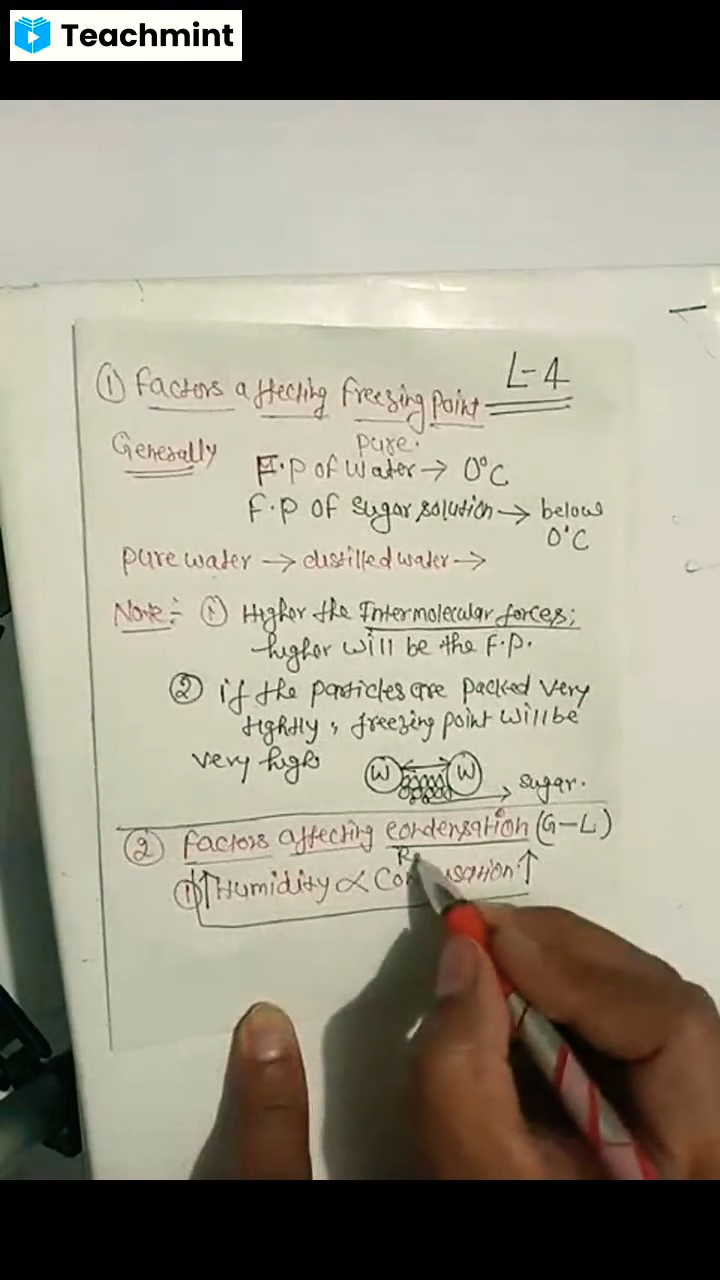 Teachmint
① Factors affecting Freezing Point
L-4
Generally
pure.
F.P of water → 0°C
F.P OF Sugar solution → below
0°C
pure water → distilled water →
Note:- ① Higher the Intermolecular forces;
higher will be the F.P.
② if the particles are packed very
tightly, freezing point will be
very high
W W sugar.
② Factors affecting condensation (G-L)
① ↑ Humidity ∝ ↑